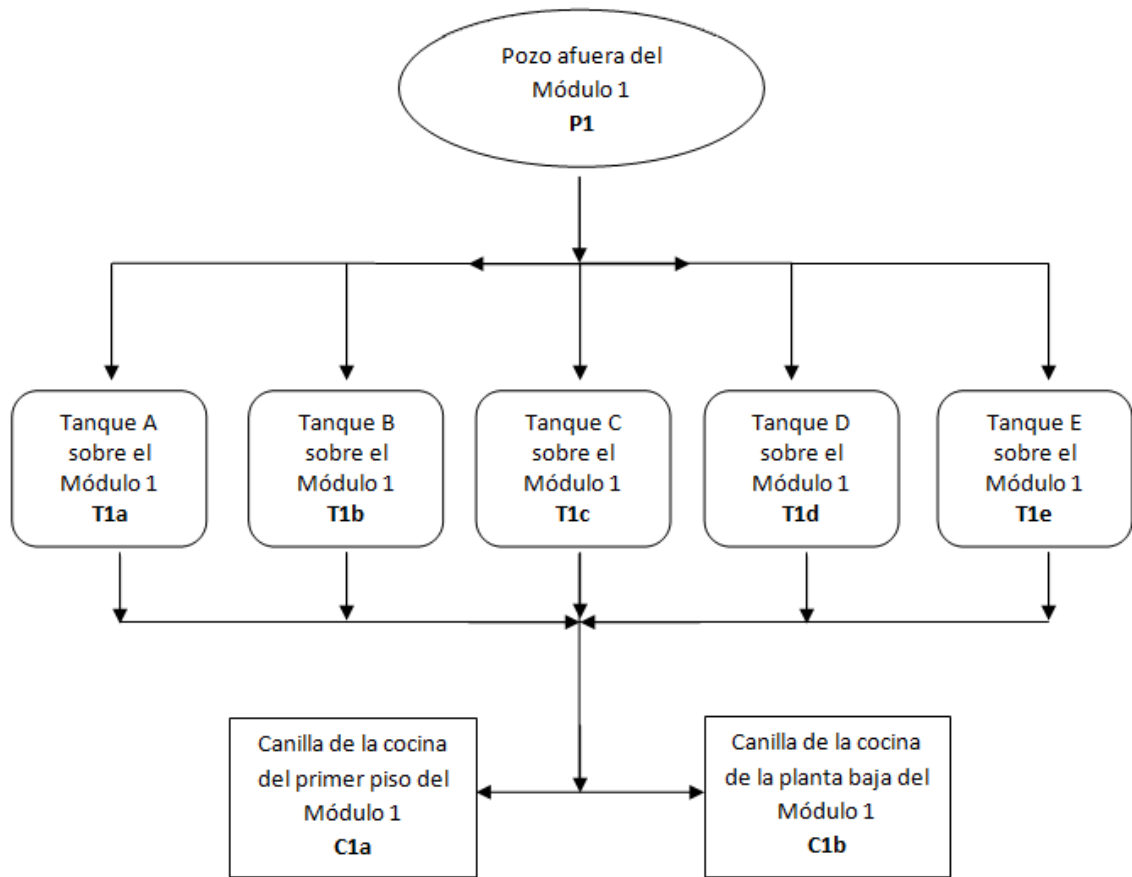 Pozo afuera del
Módulo 1
P1
Tanque A
sobre el
Módulo 1
T1a
Tanque B
sobre el
Módulo 1
T1b
Tanque C
sobre el
Módulo 1
T1c
Tanque D
sobre el
Módulo 1
T1d
Tanque E
sobre el
Módulo 1
T1e
Canilla de la cocina
del primer piso del
Módulo 1
C1a
Canilla de la cocina
de la planta baja del
Módulo 1
C1b